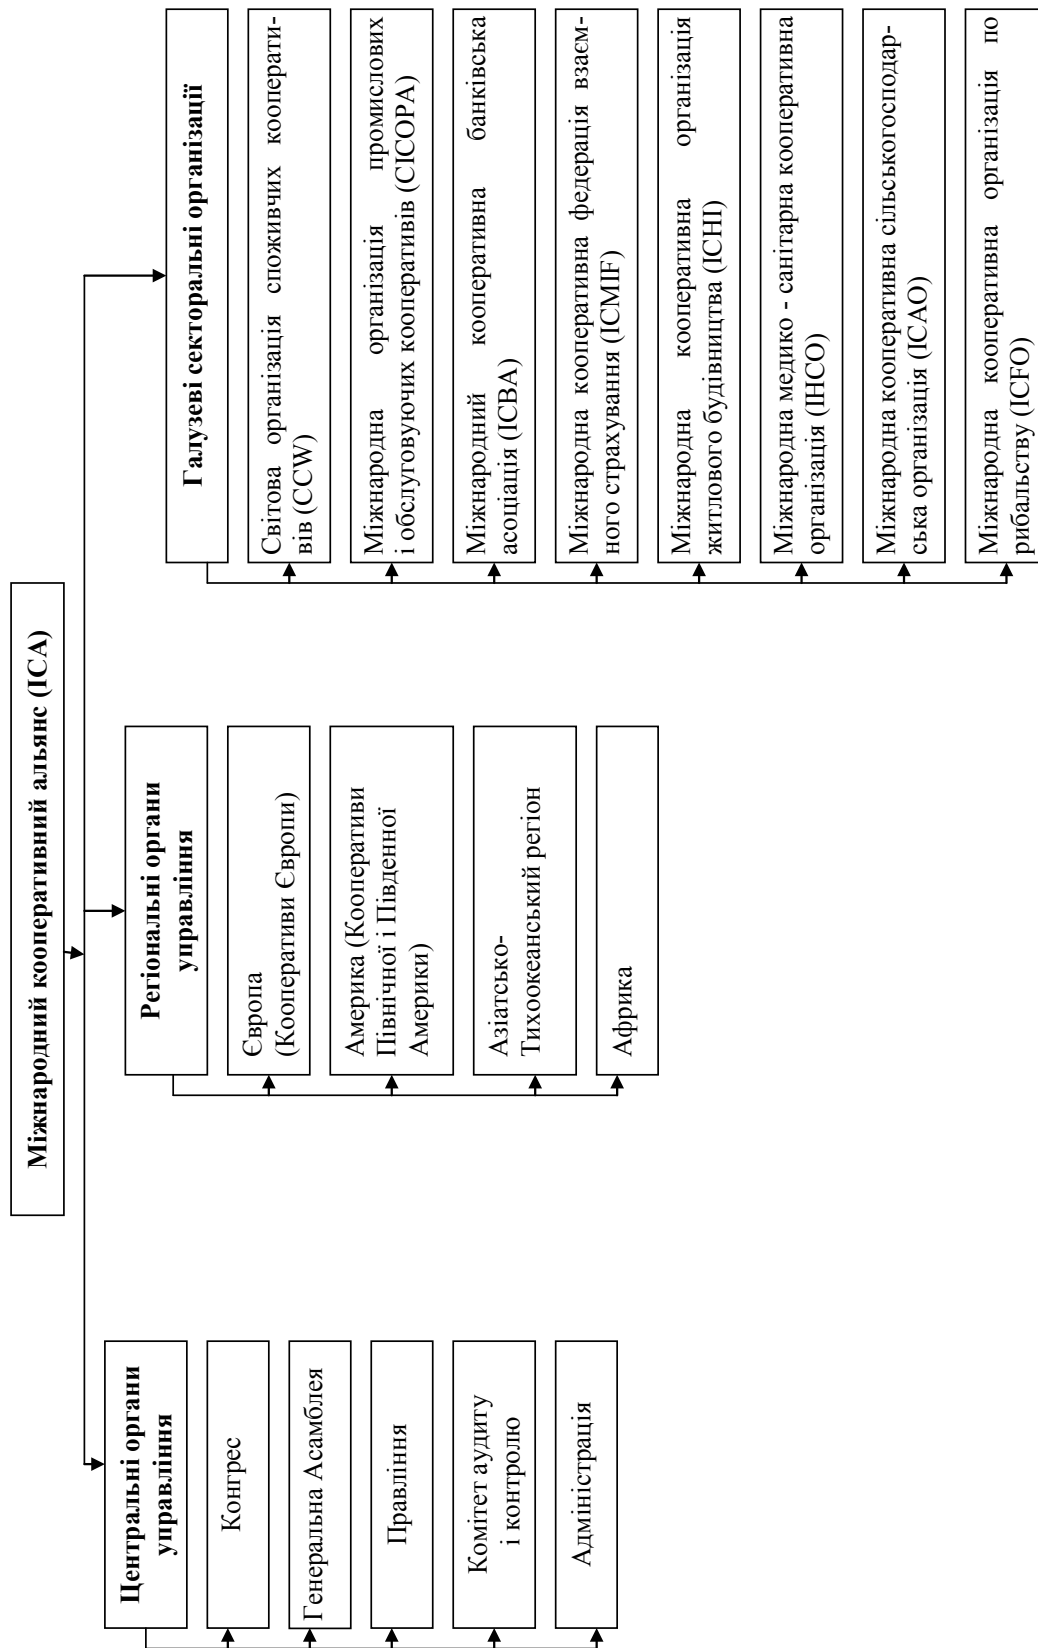 Міжнародний кооперативний альянс (ICA)
Центральні органи
управління
Конгрес
Генеральна Асамблея
Правління
Комітет аудиту
і контролю
Адміністрація
Регіональні органи
управління
Європа
(Кооперативи Європи)
Америка (Кооперативи
Північної і Південної
Америки)
Азіатсько-
Тихоокеанський регіон
Африка
Галузеві секторальні організації
Світова організація споживчих кооперати-
вів (CCW)
Міжнародна організація промислових
і обслуговуючих кооперативів (CICOPA)
Міжнародний кооперативна банківська
асоціація (ICBA)
Міжнародна кооперативна федерація взаєм-
ного страхування (ICMIF)
Міжнародна кооперативна організація
житлового будівництва (ICHI)
Міжнародна медико - санітарна кооперативна
організація (IHCO)
Міжнародна кооперативна сільськогосподар-
ська організація (ICAO)
Міжнародна кооперативна організація по
рибальству (ICFO)